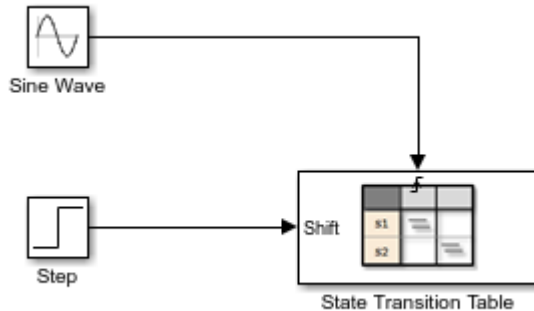 Sine Wave
Shift
s1
s2
Step
State Transition Table